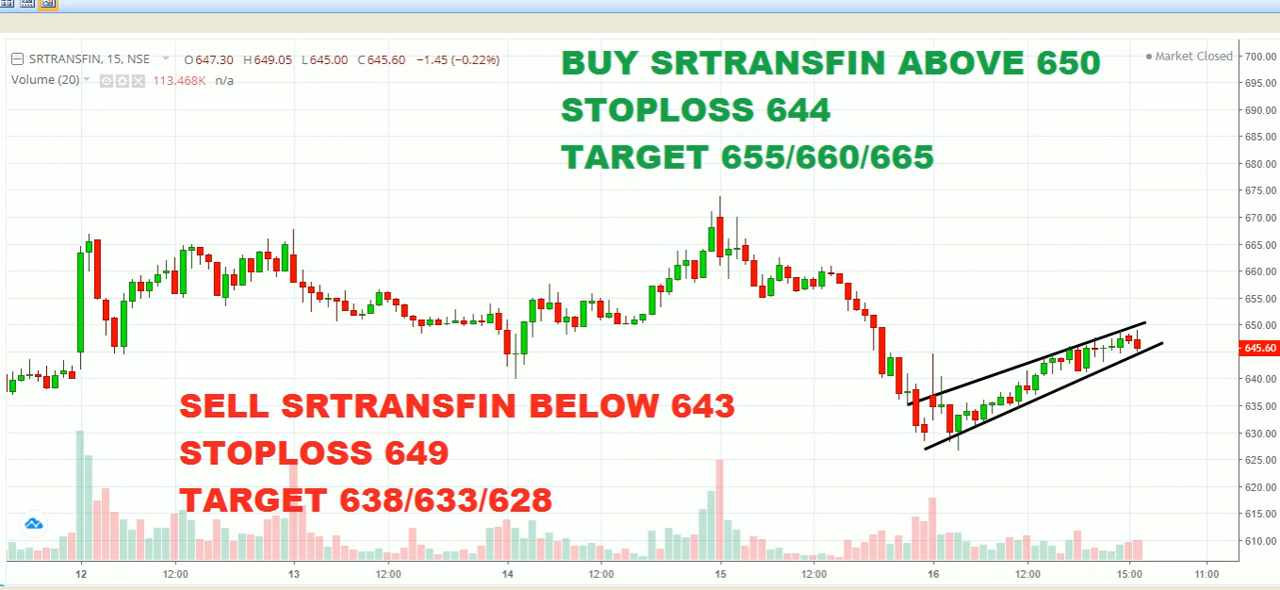 SRTRANSFIN, 15, NSE O647.30 H649.05 L645.00 C645.60 −1.45 (−0.22%)
Volume (20) 113.468K n/a
Market Closed
BUY SRTRANSFIN ABOVE 650
STOPLOSS 644
TARGET 655/660/665
SELL SRTRANSFIN BELOW 643
STOPLOSS 649
TARGET 638/633/628
700.00
695.00
690.00
685.00
680.00
675.00
670.00
665.00
660.00
655.00
650.00
645.60
640.00
635.00
630.00
625.00
620.00
615.00
610.00
12 12:00 13 12:00 14 12:00 15 12:00 16 12:00 15:00 11:00